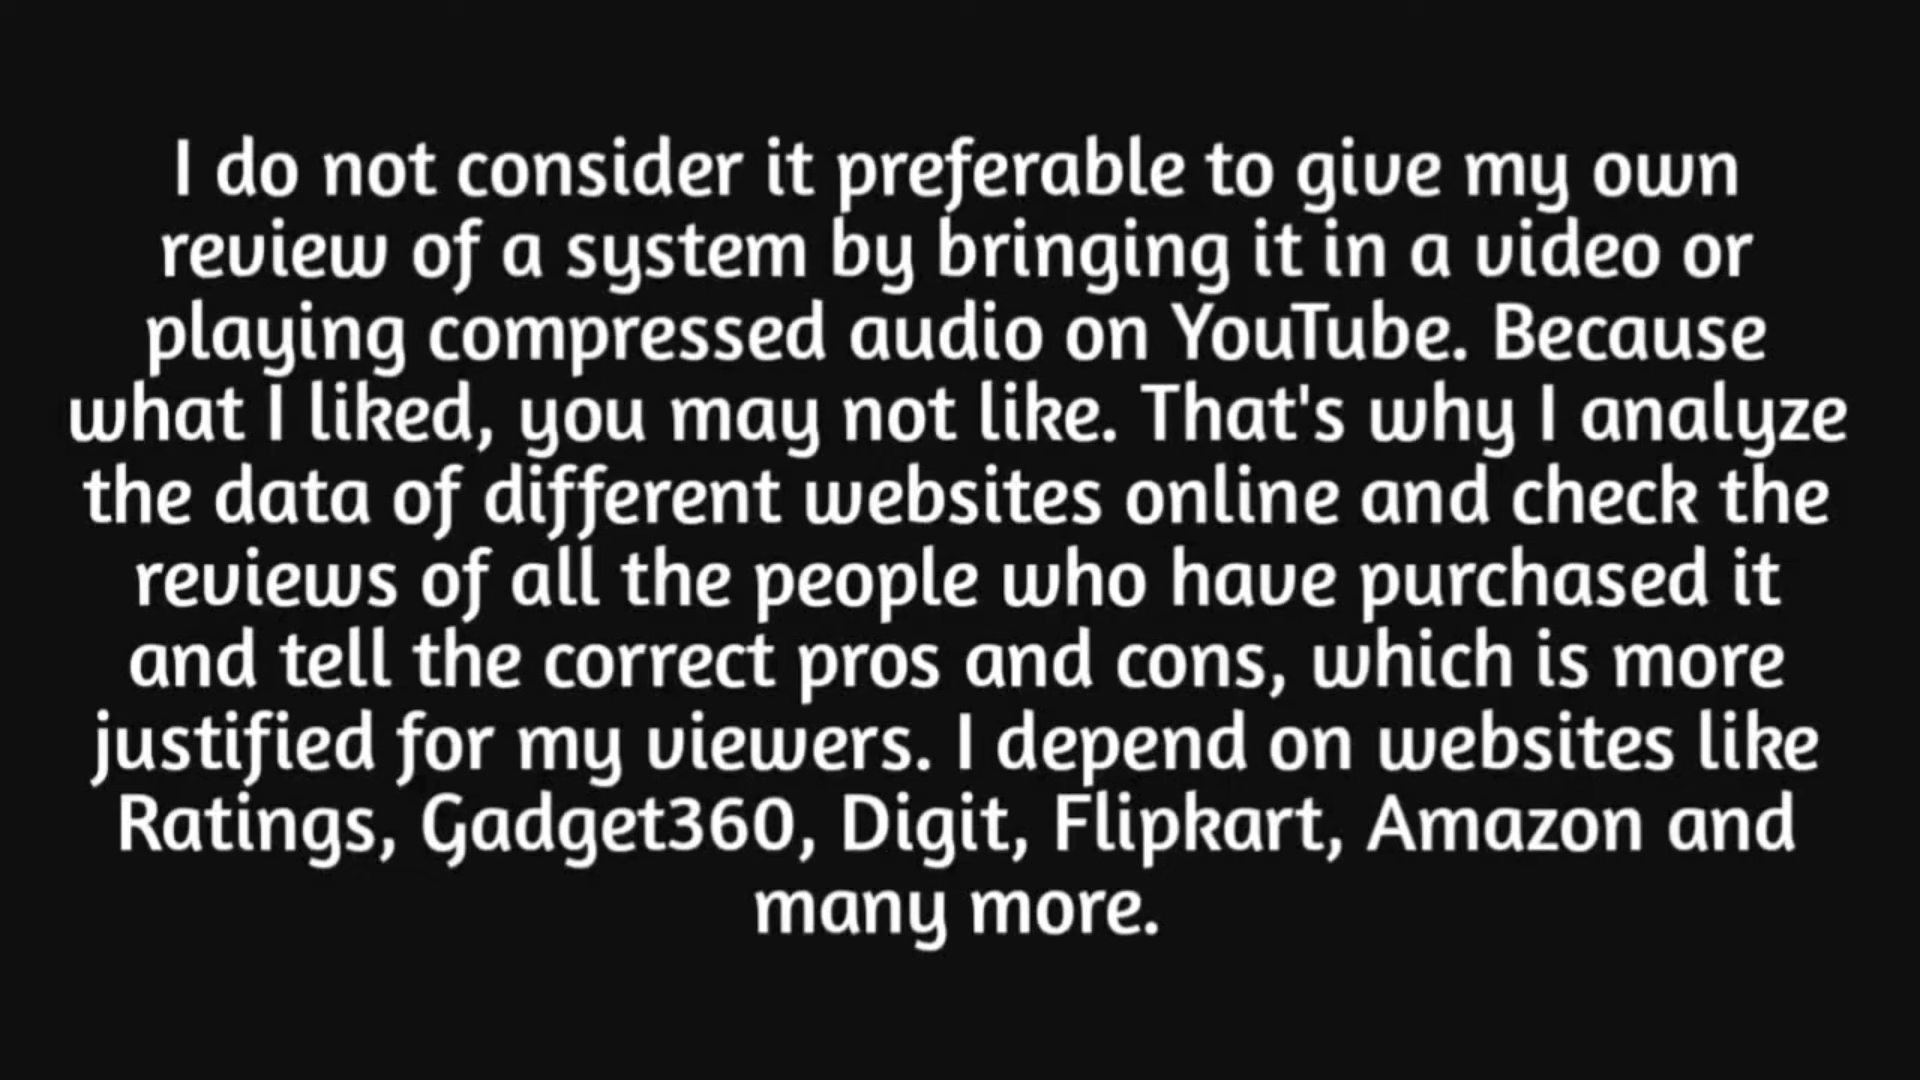 I do not consider it preferable to give my own
review of a system by bringing it in a video or
playing compressed audio on YouTube. Because
what I liked, you may not like. That's why I analyze
the data of different websites online and check the
reviews of all the people who have purchased it
and tell the correct pros and cons, which is more
justified for my viewers. I depend on websites like
Ratings, Gadget360, Digit, Flipkart, Amazon and
many more.